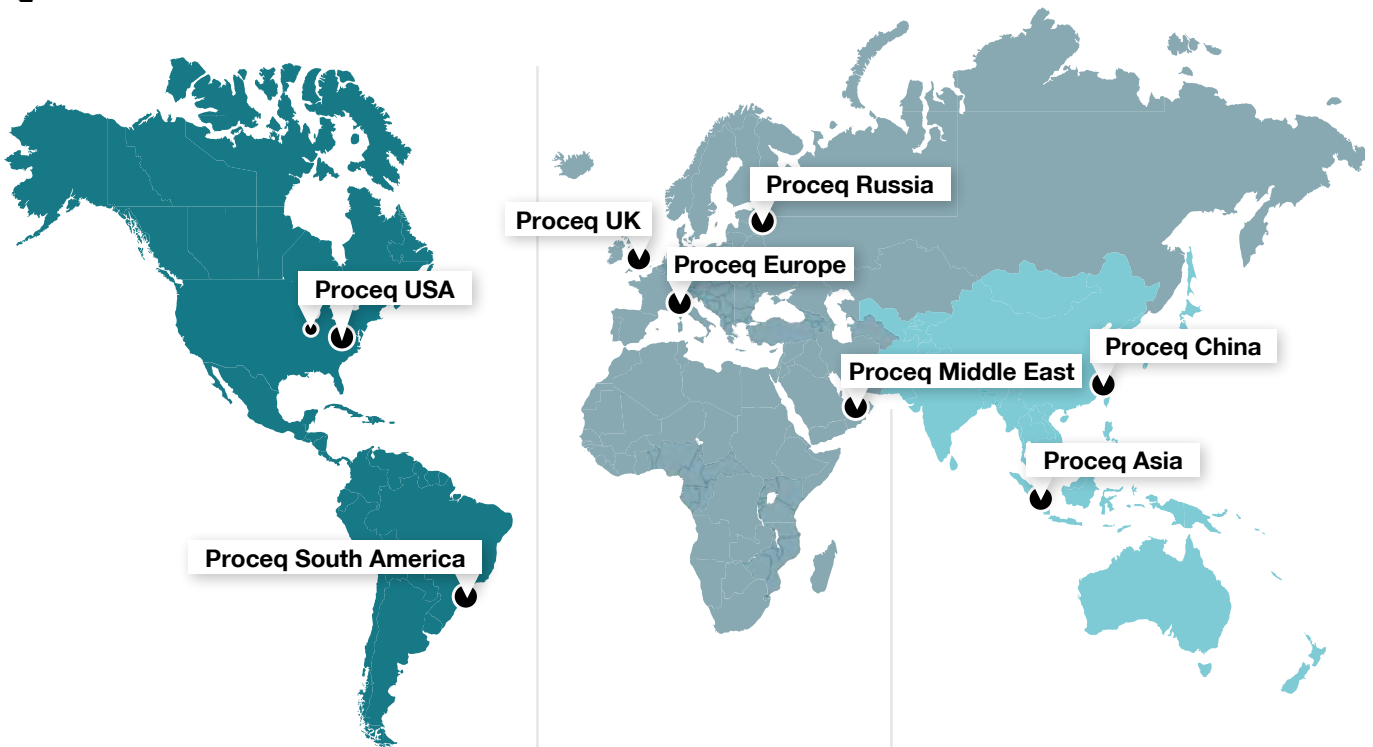 Proceq Russia
Proceq UK
Proceq Europe
Proceq USA
Proceq China
Proceq Middle East
Proceq Asia
Proceq South America